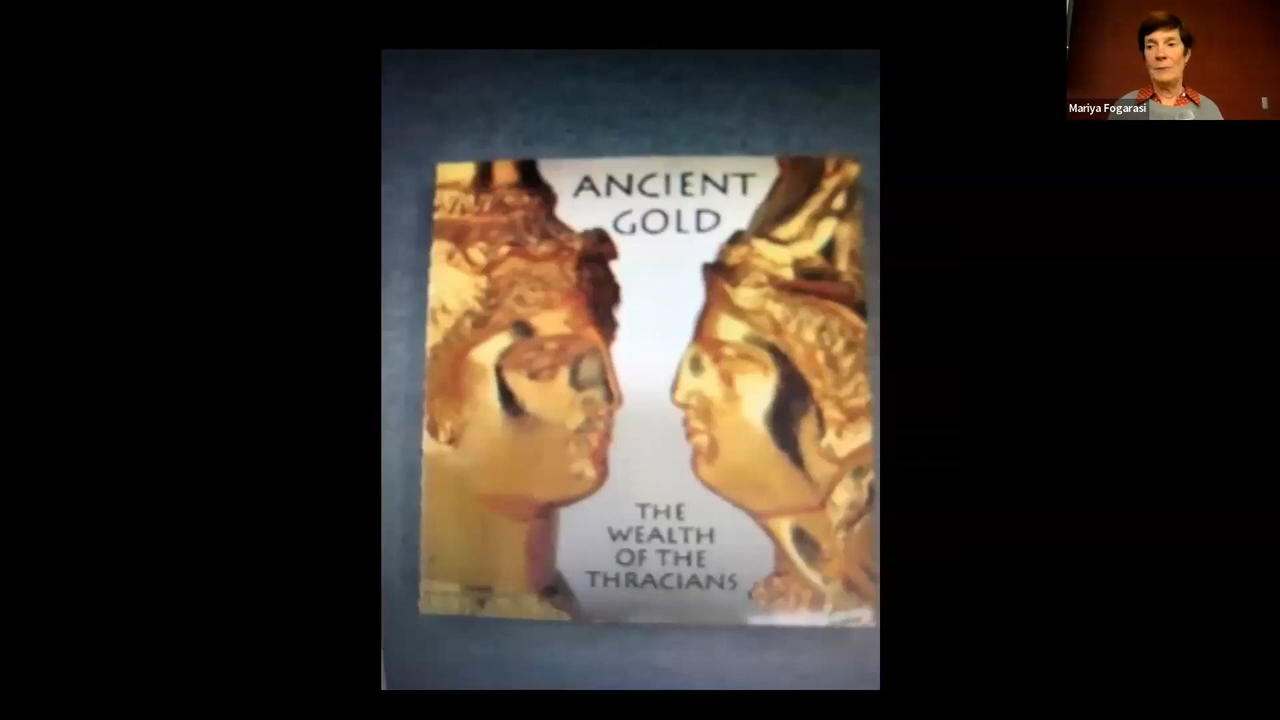 ANCIENT
GOLD
THE
WEALTH
OF THE
THRACIANS
Mariya Fogarasi